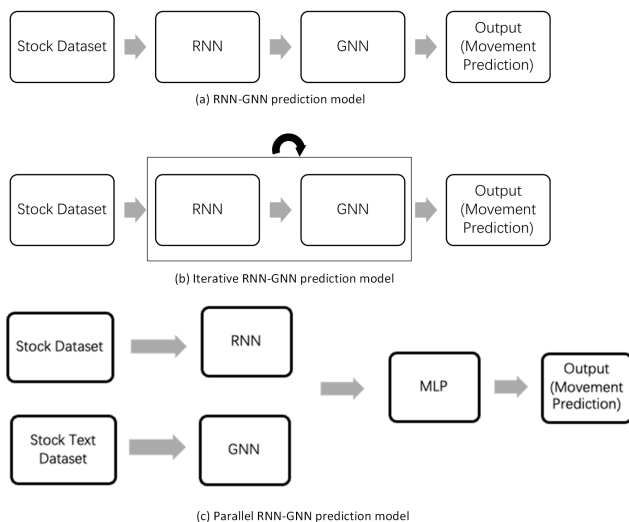 Stock Dataset
RNN
GNN
Output
(Movement
Prediction)
(a) RNN-GNN prediction model
Stock Dataset
RNN
GNN
Output
(Movement
Prediction)
(b) Iterative RNN-GNN prediction model
Stock Dataset
RNN
Stock Text
Dataset
GNN
MLP
Output
(Movement
Prediction)
(c) Parallel RNN-GNN prediction model